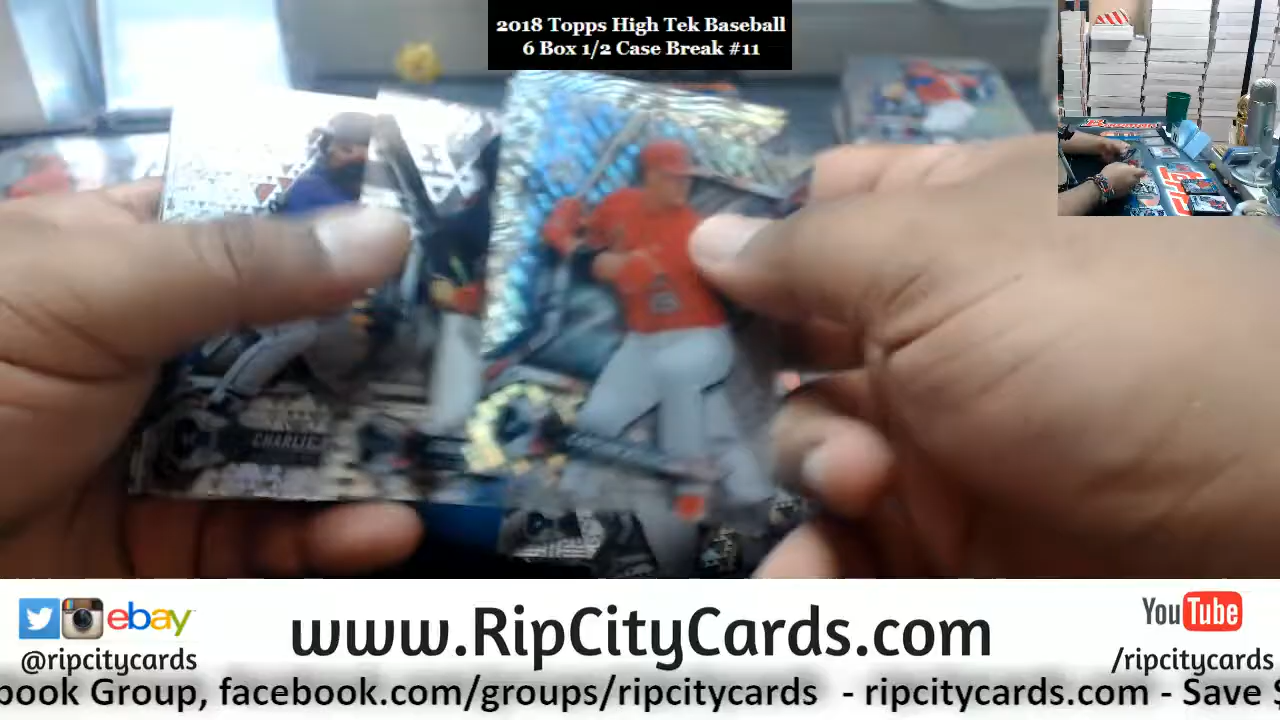 2018 Topps High Tek Baseball
6 Box 1/2 Case Break #11
CHARLIE
ebay
@ripcitycards
www.RipCityCards.com
YouTube
/ripcitycards
book Group, facebook.com/groups/ripcitycards - ripcitycards.com - Save